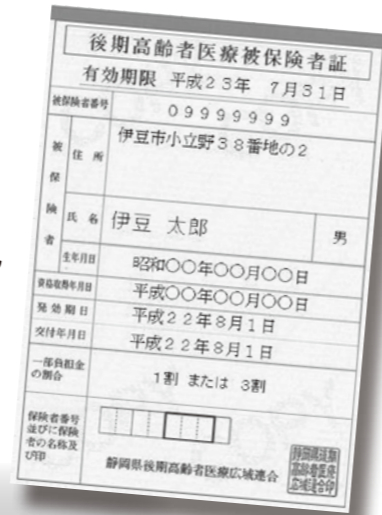 後期高齢者医療被保険者証
有効期限 平成23年 7月31日
被保険者番号 09999999
被保険者
住所 伊豆市小立野38番地の2
氏名 伊豆 太郎 男
生年月日 昭和〇〇年〇〇月〇〇日
資格取得年月日 平成〇〇年〇〇月〇〇日
発効期日 平成22年8月1日
交付年月日 平成22年8月1日
一部負担金
の割合
1割 または 3割
保険者番号
並びに保険
者の名称及
び印
静岡県後期高齢者医療広域連合